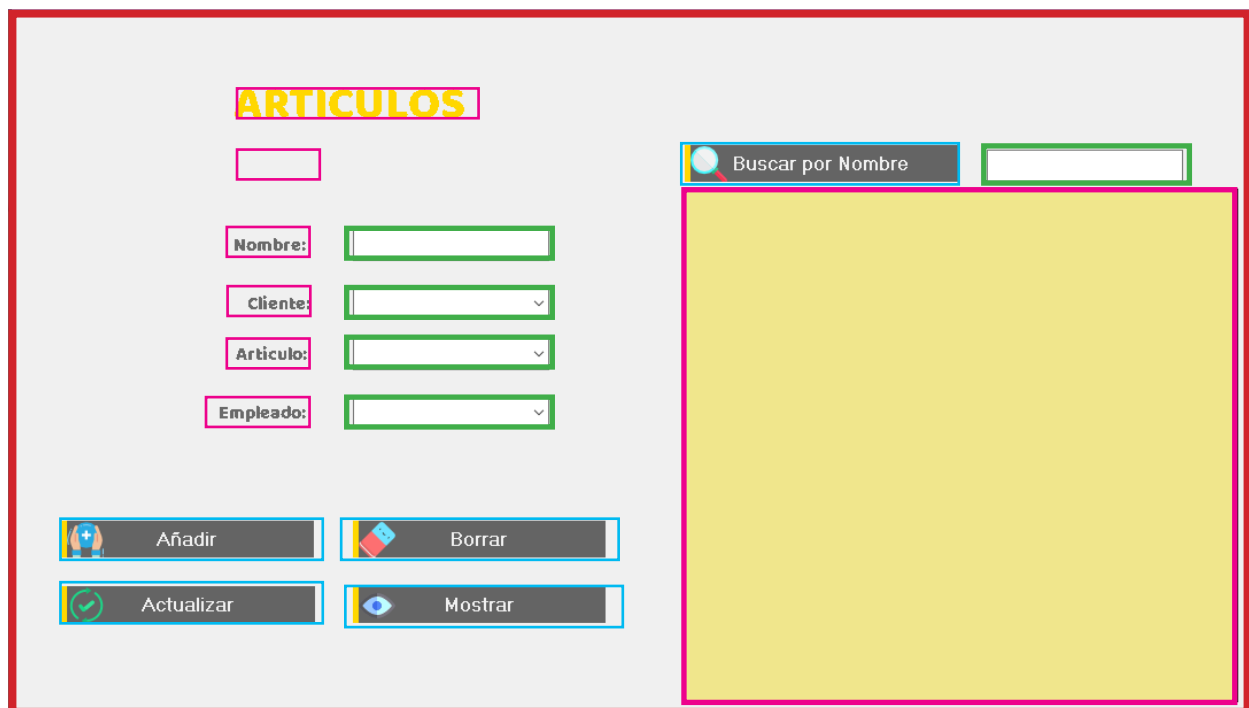 ARTICULOS
Buscar por Nombre
Nombre:
Cliente:
Articulo:
Empleado:
Añadir
Borrar
Actualizar
Mostrar